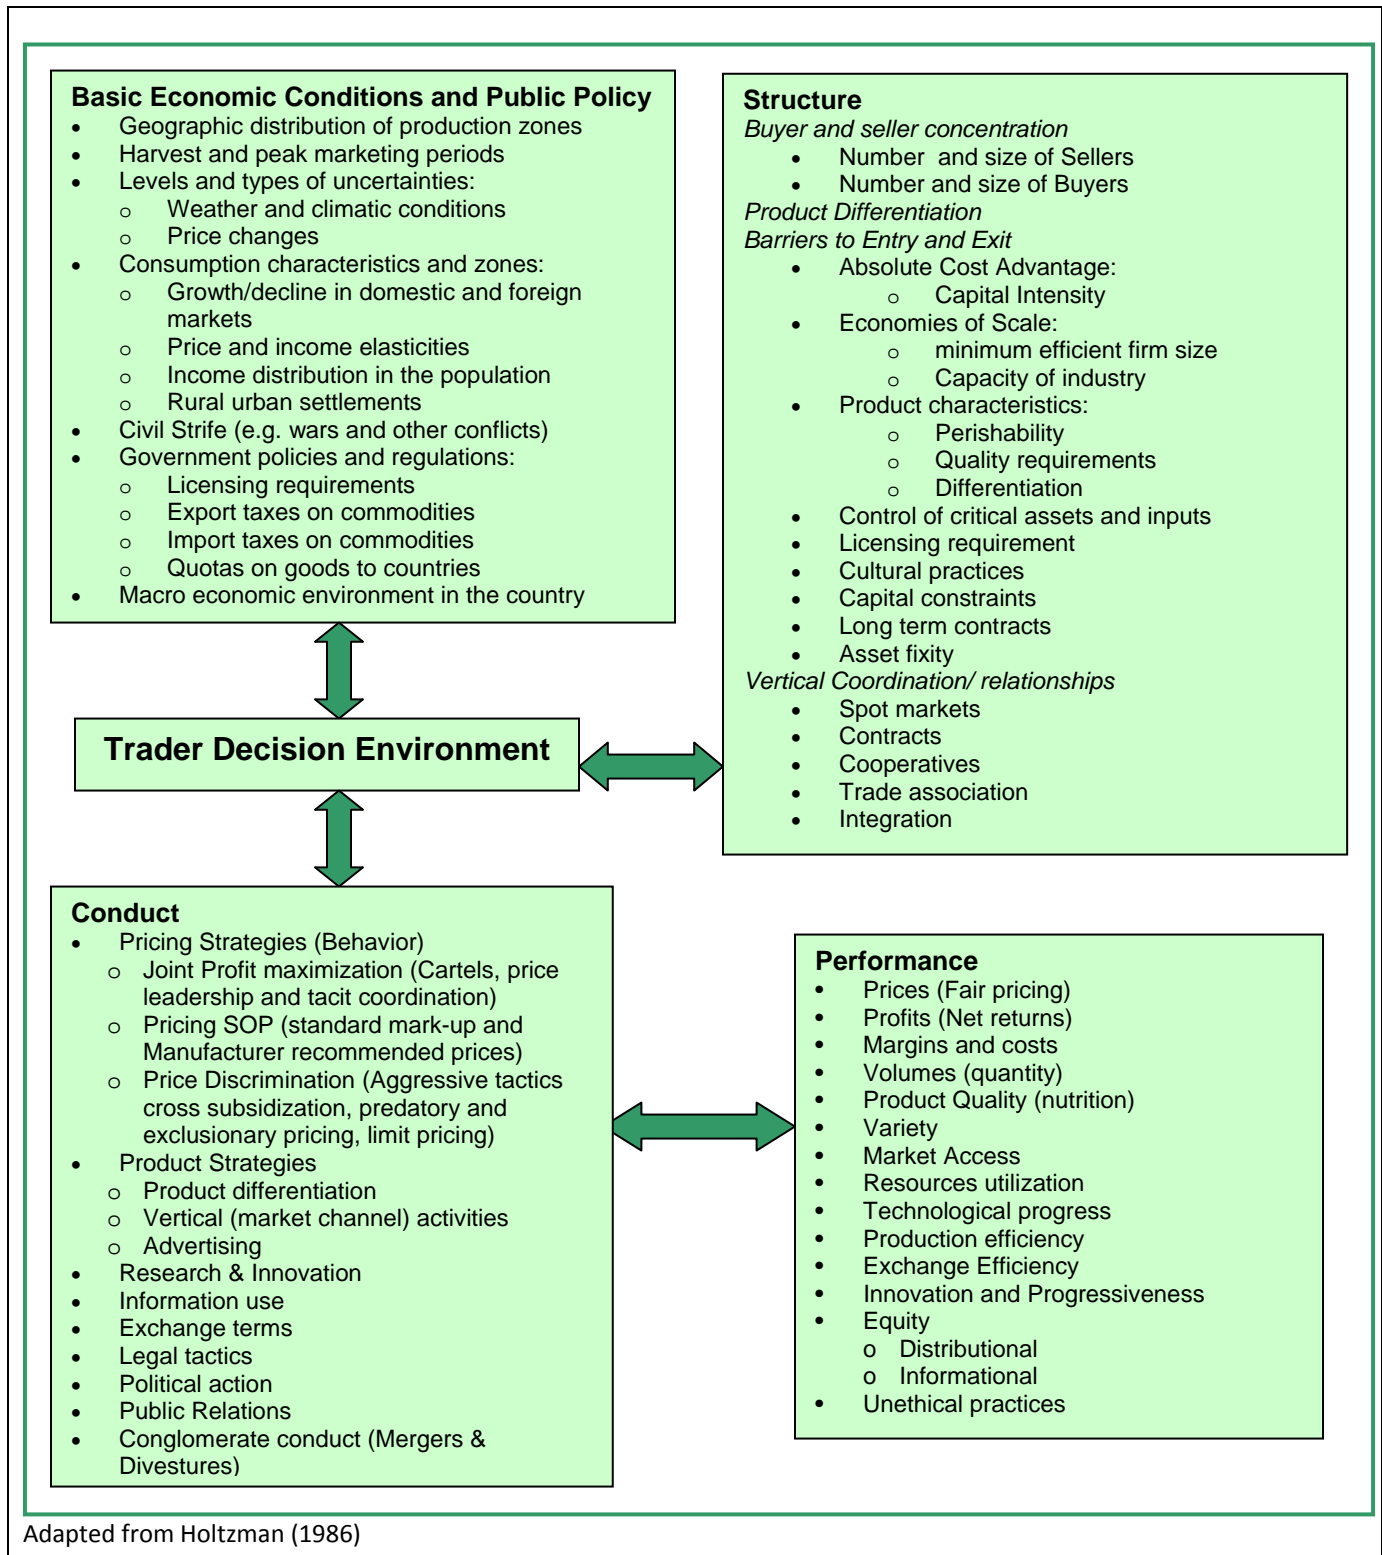 Basic Economic Conditions and Public Policy
• Geographic distribution of production zones
• Harvest and peak marketing periods
• Levels and types of uncertainties:
o Weather and climatic conditions
o Price changes
• Consumption characteristics and zones:
o Growth/decline in domestic and foreign
markets
o Price and income elasticities
o Income distribution in the population
o Rural urban settlements
• Civil Strife (e.g. wars and other conflicts)
• Government policies and regulations:
o Licensing requirements
o Export taxes on commodities
o Import taxes on commodities
o Quotas on goods to countries
• Macro economic environment in the country
Structure
Buyer and seller concentration
• Number and size of Sellers
• Number and size of Buyers
Product Differentiation
Barriers to Entry and Exit
• Absolute Cost Advantage:
o Capital Intensity
• Economies of Scale:
o minimum efficient firm size
o Capacity of industry
• Product characteristics:
o Perishability
o Quality requirements
o Differentiation
• Control of critical assets and inputs
• Licensing requirement
• Cultural practices
• Capital constraints
• Long term contracts
• Asset fixity
Vertical Coordination/ relationships
• Spot markets
• Contracts
• Cooperatives
• Trade association
• Integration
Trader Decision Environment
Conduct
• Pricing Strategies (Behavior)
o Joint Profit maximization (Cartels, price
leadership and tacit coordination)
o Pricing SOP (standard mark-up and
Manufacturer recommended prices)
o Price Discrimination (Aggressive tactics
cross subsidization, predatory and
exclusionary pricing, limit pricing)
• Product Strategies
o Product differentiation
o Vertical (market channel) activities
o Advertising
• Research & Innovation
• Information use
• Exchange terms
• Legal tactics
• Political action
• Public Relations
• Conglomerate conduct (Mergers &
Divestures)
Performance
• Prices (Fair pricing)
• Profits (Net returns)
• Margins and costs
• Volumes (quantity)
• Product Quality (nutrition)
• Variety
• Market Access
• Resources utilization
• Technological progress
• Production efficiency
• Exchange Efficiency
• Innovation and Progressiveness
• Equity
o Distributional
o Informational
• Unethical practices
Adapted from Holtzman (1986)